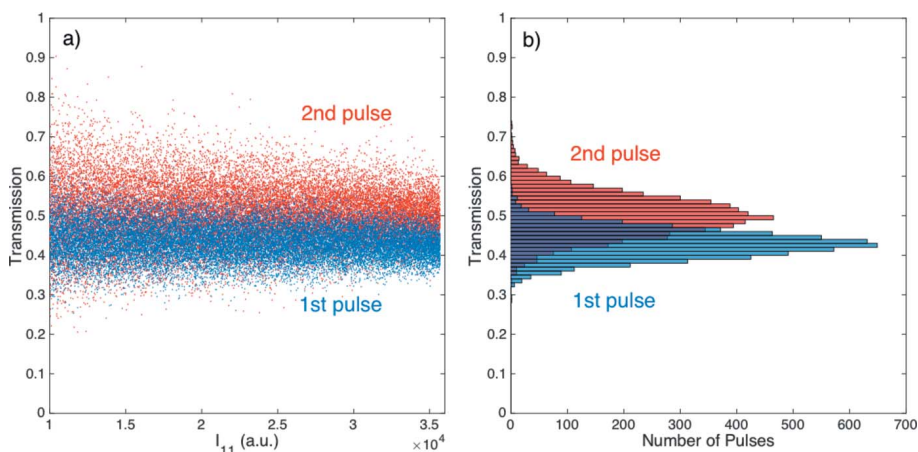 a)
1
0.9
0.8
0.7
0.6
0.5
0.4
0.3
0.2
0.1
0
Transmission
2nd pulse
1st pulse
1 1.5 2 2.5 3 3.5
×10⁴
I₁₁ (a.u.)
b)
1
0.9
0.8
0.7
0.6
0.5
0.4
0.3
0.2
0.1
0
Transmission
2nd pulse
1st pulse
0 100 200 300 400 500 600 700
Number of Pulses